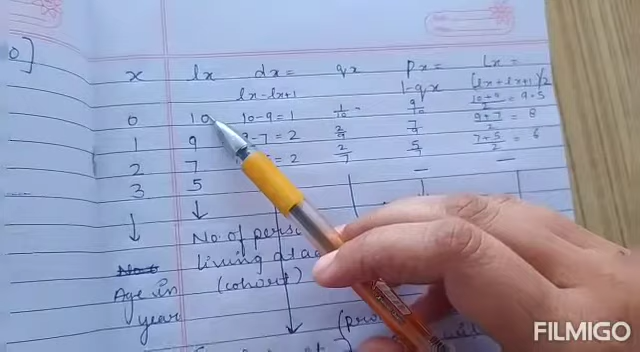 0]
x lx dx= qx px= Lx=
lx-lx+1 1-qx (lx+lx+1)/2
0 10 10-9=1 1/10 9/10 10+9/2 = 9.5
1 9 9-7=2 2/9 7/9 9+7/2 = 8
2 7 =2 2/7 5/7 7+5/2 = 6
3 5 — —
No. of perso
living at a
Age in (cohort)
year